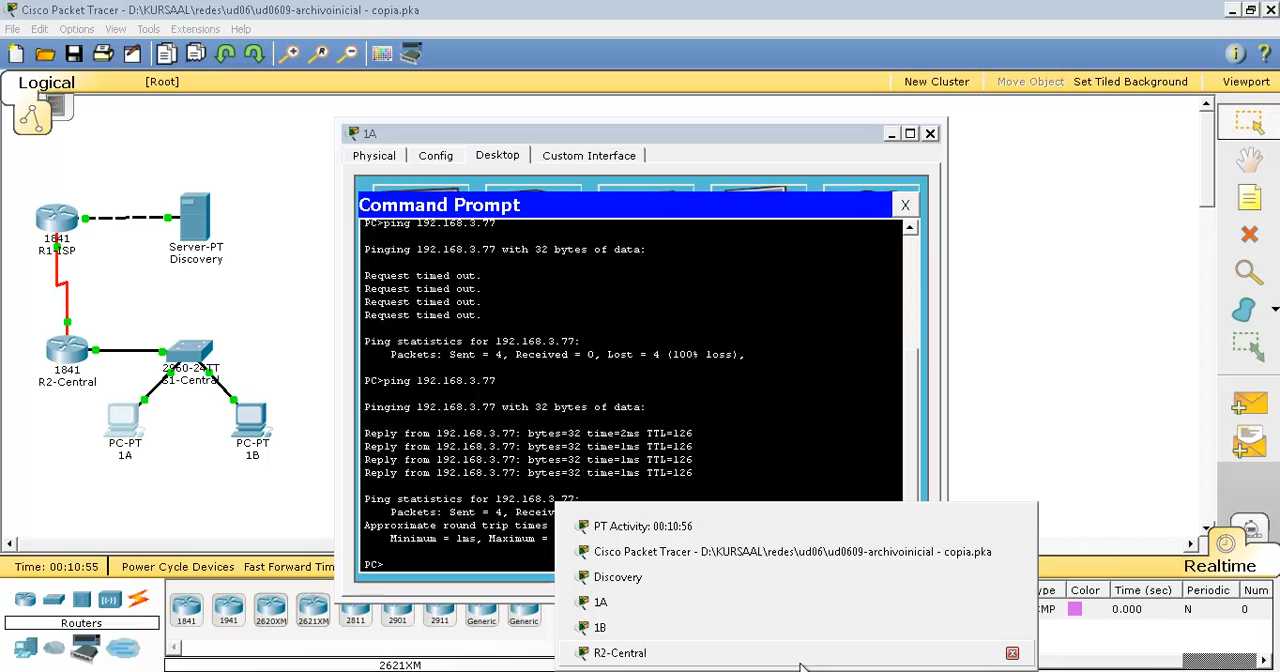 Cisco Packet Tracer - D:\KURSAAL\redes\ud06\ud0609-archivoinicial - copia.pka
File Edit Options View Tools Extensions Help
Logical
[Root]
New Cluster
Move Object
Set Tiled Background
Viewport
1841
R1-ISP
Server-PT
Discovery
1841
R2-Central
2960-24TT
S1-Central
PC-PT
1A
PC-PT
1B
1A
Physical
Config
Desktop
Custom Interface
Command Prompt
X
PC>ping 192.168.3.77
Pinging 192.168.3.77 with 32 bytes of data:
Request timed out.
Request timed out.
Request timed out.
Request timed out.
Ping statistics for 192.168.3.77:
Packets: Sent = 4, Received = 0, Lost = 4 (100% loss),
PC>ping 192.168.3.77
Pinging 192.168.3.77 with 32 bytes of data:
Reply from 192.168.3.77: bytes=32 time=2ms TTL=126
Reply from 192.168.3.77: bytes=32 time=1ms TTL=126
Reply from 192.168.3.77: bytes=32 time=1ms TTL=126
Reply from 192.168.3.77: bytes=32 time=1ms TTL=126
Ping statistics for 192.168.3.77:
Packets: Sent = 4,
Approximate round trip times
Minimum = 1ms, Maximum =
PC>
PT Activity: 00:10:56
Cisco Packet Tracer - D:\KURSAAL\redes\ud06\ud0609-archivoinicial - copia.pka
Discovery
1A
1B
R2-Central
Time: 00:10:55
Power Cycle Devices
Fast Forward Tim
Realtime
Routers
1841
1941
2620XM
2621XM
2811
2901
2911
Generic
Generic
2621XM
ype
Color
Time (sec)
Periodic
Num
CMP
0.000
N
0